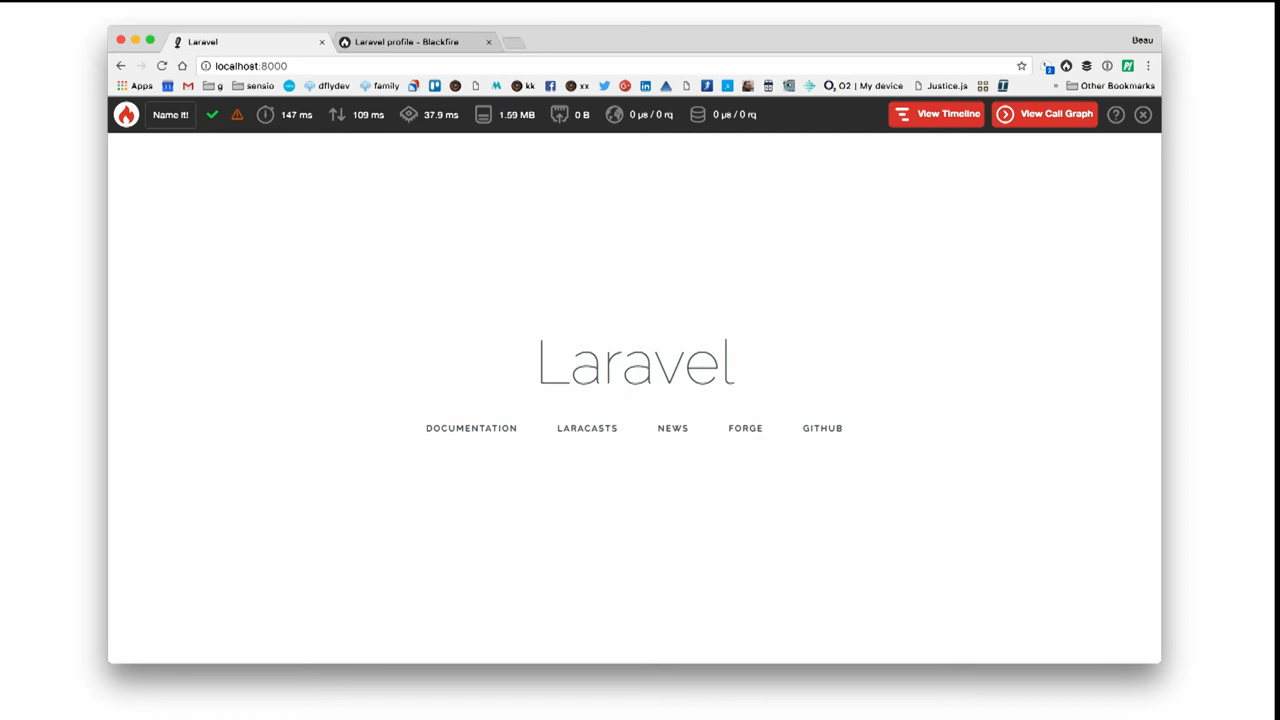 Laravel
Laravel profile - Blackfire
Beau
localhost:8000
Apps g sensio dflydev family kk xx O2 | My device Justice.js » Other Bookmarks
Name it! 147 ms 109 ms 37.9 ms 1.59 MB 0 B 0 µs / 0 rq 0 µs / 0 rq View Timeline View Call Graph
Laravel
DOCUMENTATION LARACASTS NEWS FORGE GITHUB